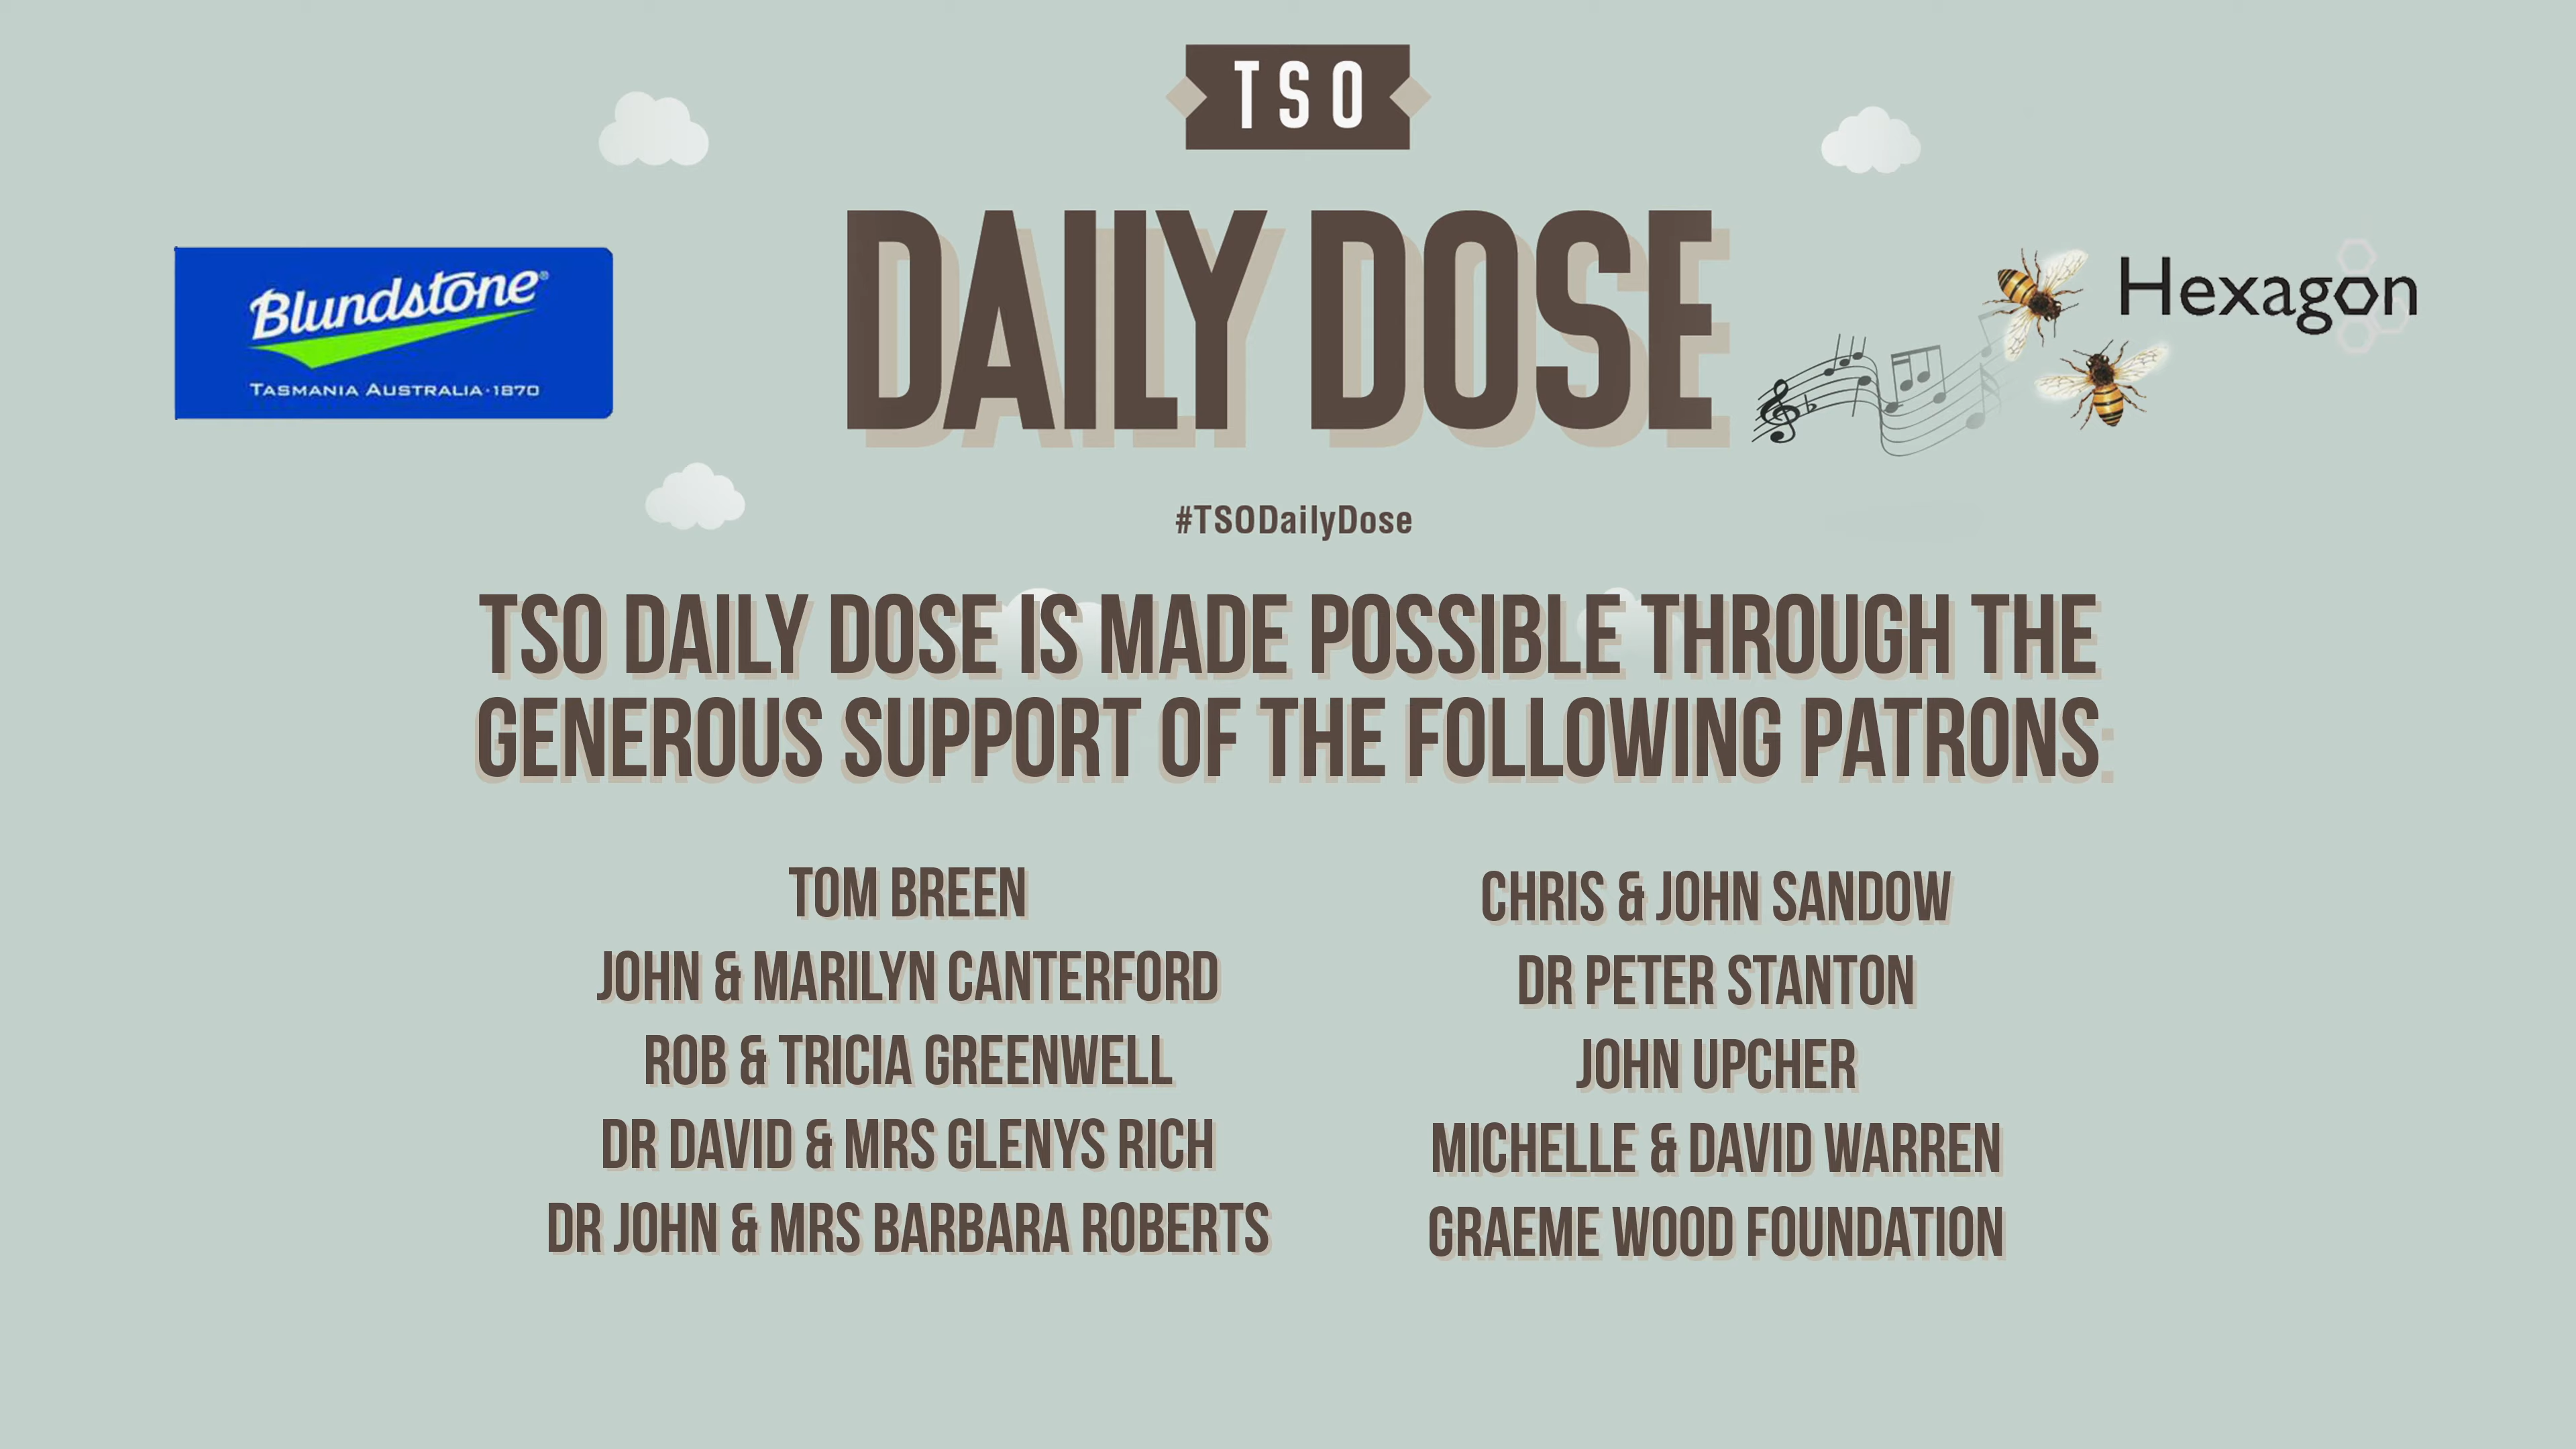 TSO
DAILY DOSE
Blundstone®
TASMANIA AUSTRALIA·1870
Hexagon
#TSODailyDose
TSO DAILY DOSE IS MADE POSSIBLE THROUGH THE
GENEROUS SUPPORT OF THE FOLLOWING PATRONS:
TOM BREEN
JOHN & MARILYN CANTERFORD
ROB & TRICIA GREENWELL
DR DAVID & MRS GLENYS RICH
DR JOHN & MRS BARBARA ROBERTS
CHRIS & JOHN SANDOW
DR PETER STANTON
JOHN UPCHER
MICHELLE & DAVID WARREN
GRAEME WOOD FOUNDATION